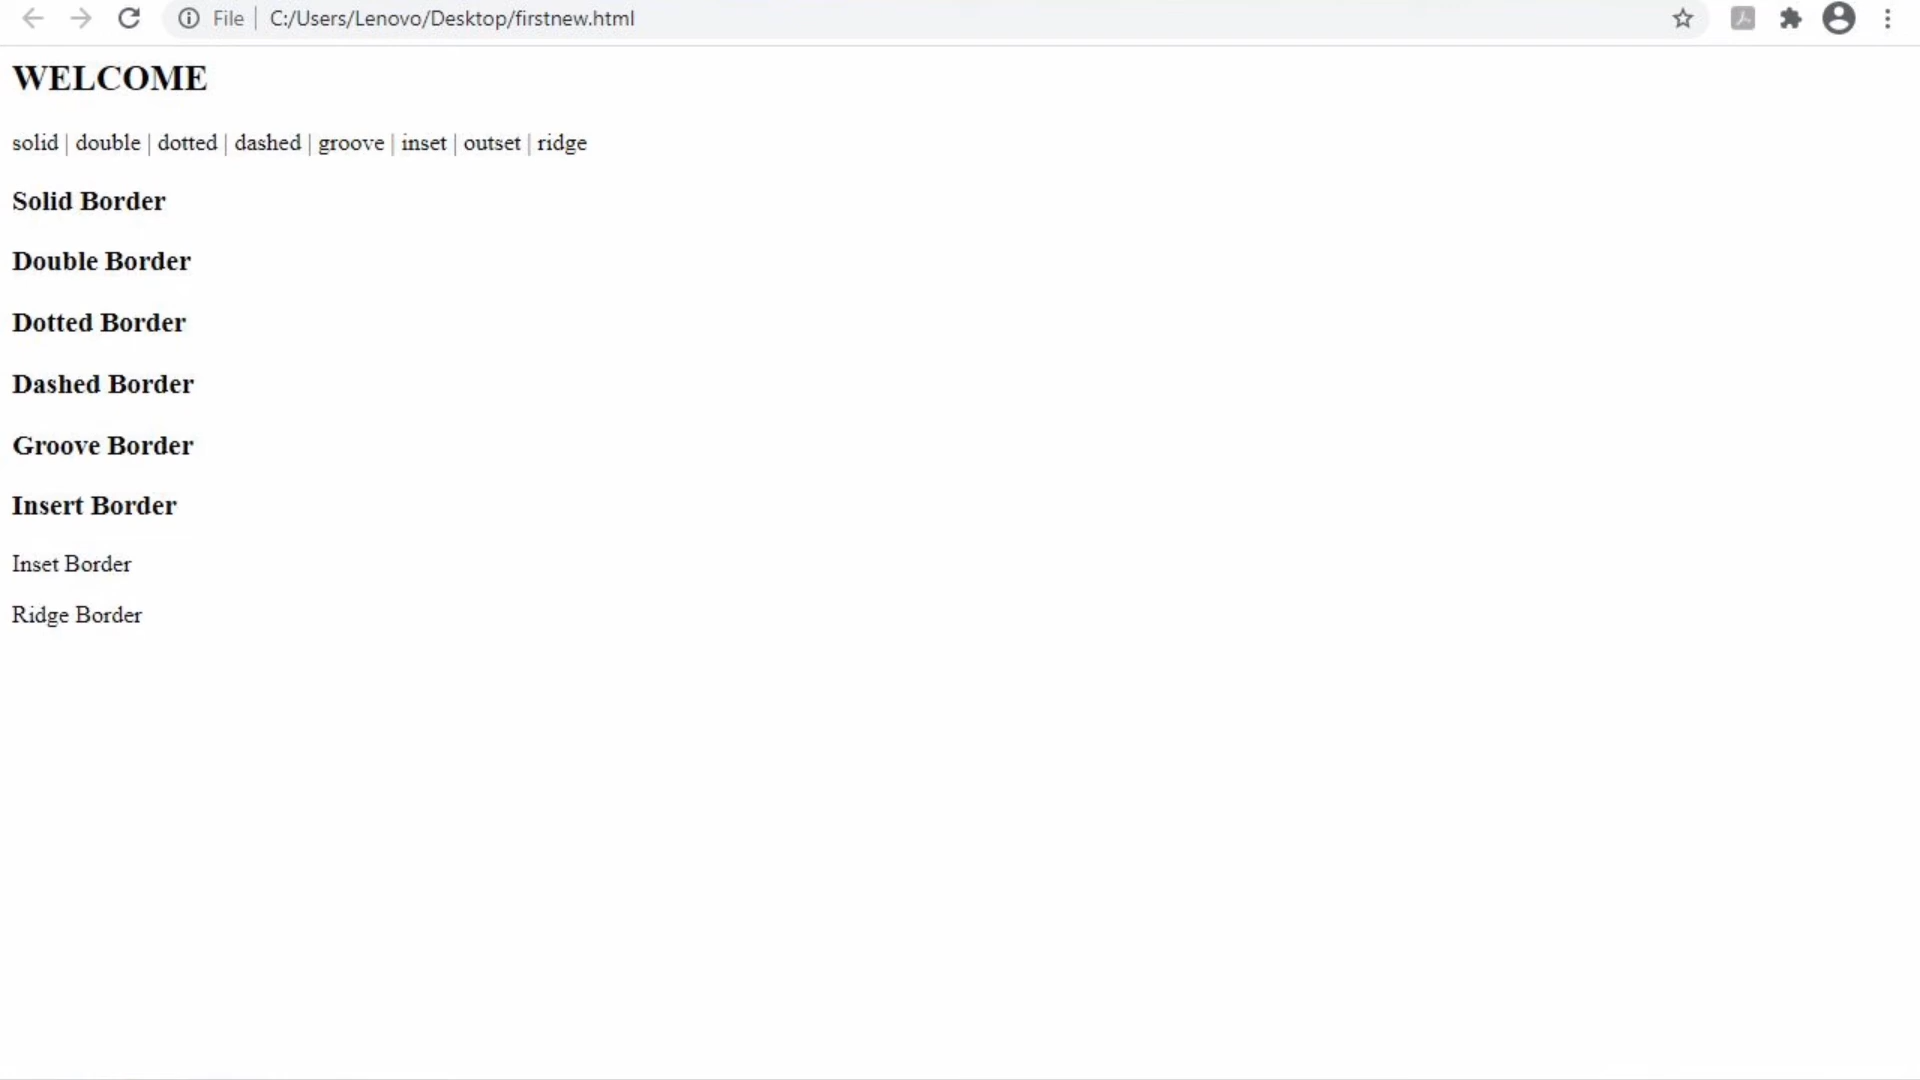 File | C:/Users/Lenovo/Desktop/firstnew.html
WELCOME
solid | double | dotted | dashed | groove | inset | outset | ridge
Solid Border
Double Border
Dotted Border
Dashed Border
Groove Border
Insert Border
Inset Border
Ridge Border